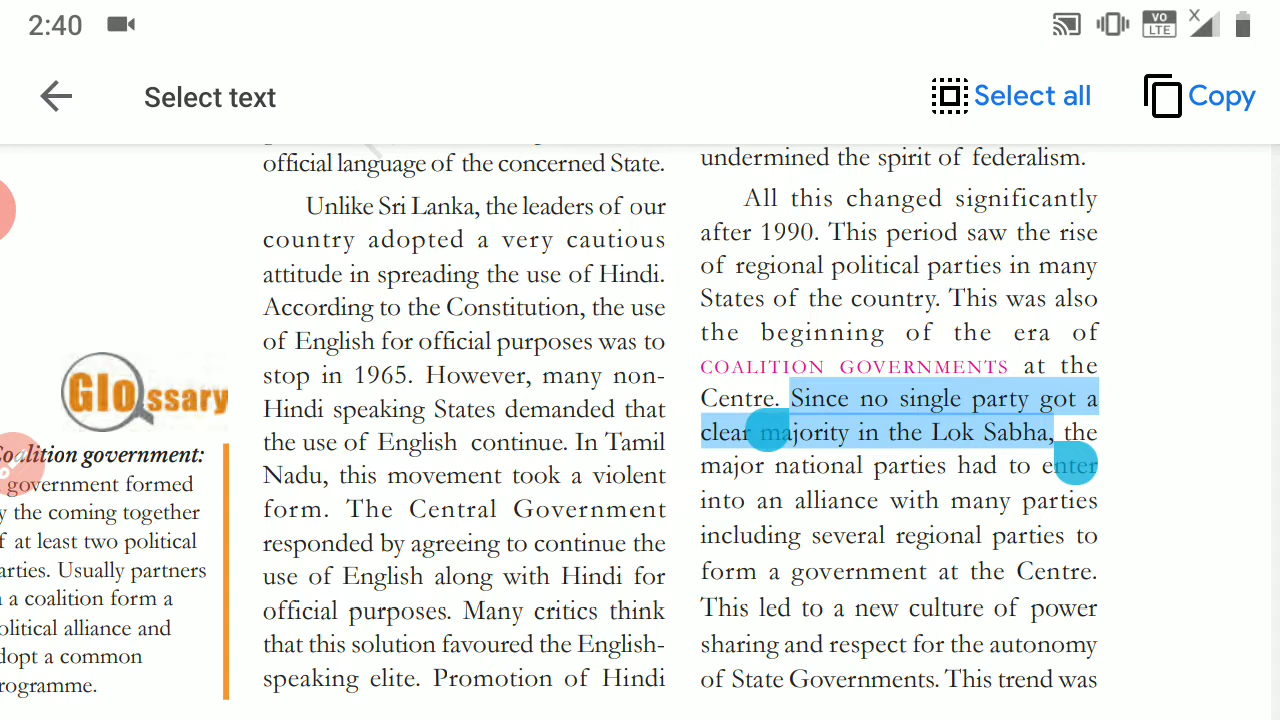 2:40
VO
LTE
X
Select text
Select all
Copy
official language of the concerned State.
Unlike Sri Lanka, the leaders of our
country adopted a very cautious
attitude in spreading the use of Hindi.
According to the Constitution, the use
of English for official purposes was to
stop in 1965. However, many non-
Hindi speaking States demanded that
the use of English continue. In Tamil
Nadu, this movement took a violent
form. The Central Government
responded by agreeing to continue the
use of English along with Hindi for
official purposes. Many critics think
that this solution favoured the English-
speaking elite. Promotion of Hindi
undermined the spirit of federalism.
All this changed significantly
after 1990. This period saw the rise
of regional political parties in many
States of the country. This was also
the beginning of the era of
COALITION GOVERNMENTS at the
Centre. Since no single party got a
clear majority in the Lok Sabha, the
major national parties had to enter
into an alliance with many parties
including several regional parties to
form a government at the Centre.
This led to a new culture of power
sharing and respect for the autonomy
of State Governments. This trend was
Glossary
Coalition government:
government formed
y the coming together
f at least two political
arties. Usually partners
a coalition form a
olitical alliance and
dopt a common
rogramme.